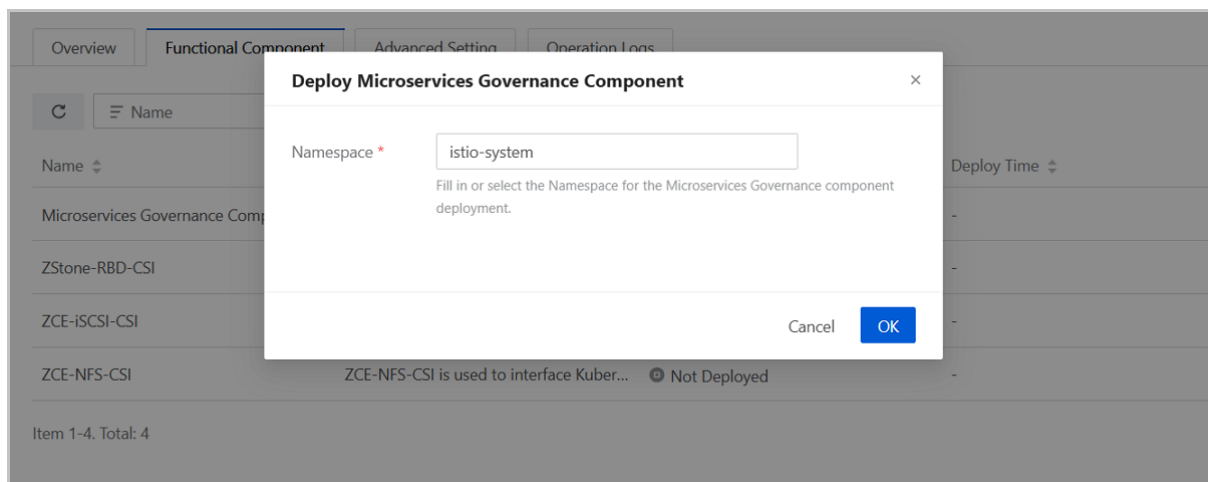 Overview Functional Component Advanced Setting Operation Logs
Deploy Microservices Governance Component
Name
Namespace * istio-system
Name Deploy Time
Fill in or select the Namespace for the Microservices Governance component
deployment.
Microservices Governance Comp -
ZStone-RBD-CSI -
ZCE-iSCSI-CSI -
Cancel OK
ZCE-NFS-CSI ZCE-NFS-CSI is used to interface Kuber... Not Deployed -
Item 1-4. Total: 4